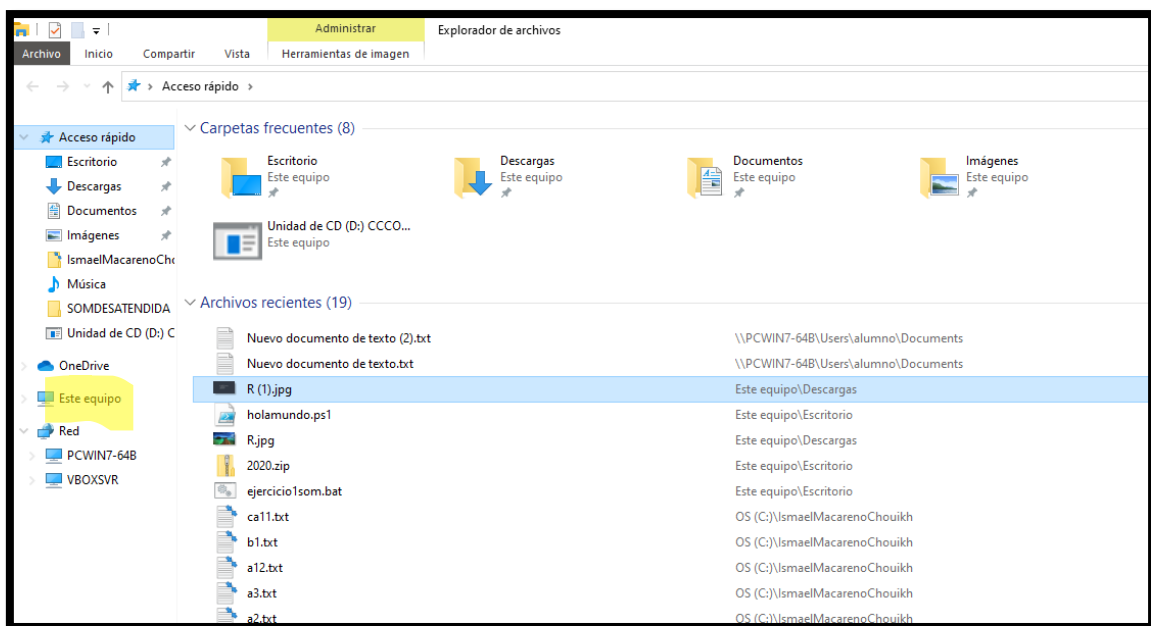 Administrar
Explorador de archivos
Archivo Inicio Compartir Vista Herramientas de imagen
Acceso rápido
Acceso rápido
Escritorio
Descargas
Documentos
Imágenes
IsmaelMacarenoCho
Música
SOMDESATENDIDA
Unidad de CD (D:) C
OneDrive
Este equipo
Red
PCWIN7-64B
VBOXSVR
Carpetas frecuentes (8)
Escritorio
Este equipo
Descargas
Este equipo
Documentos
Este equipo
Imágenes
Este equipo
Unidad de CD (D:) CCCO...
Este equipo
Archivos recientes (19)
Nuevo documento de texto (2).txt \\PCWIN7-64B\Users\alumno\Documents
Nuevo documento de texto.txt \\PCWIN7-64B\Users\alumno\Documents
R (1).jpg Este equipo\Descargas
holamundo.ps1 Este equipo\Escritorio
R.jpg Este equipo\Descargas
2020.zip Este equipo\Escritorio
ejercicio1som.bat Este equipo\Escritorio
ca11.txt OS (C:)\IsmaelMacarenoChouikh
b1.txt OS (C:)\IsmaelMacarenoChouikh
a12.txt OS (C:)\IsmaelMacarenoChouikh
a3.txt OS (C:)\IsmaelMacarenoChouikh
a2.txt OS (C:)\IsmaelMacarenoChouikh